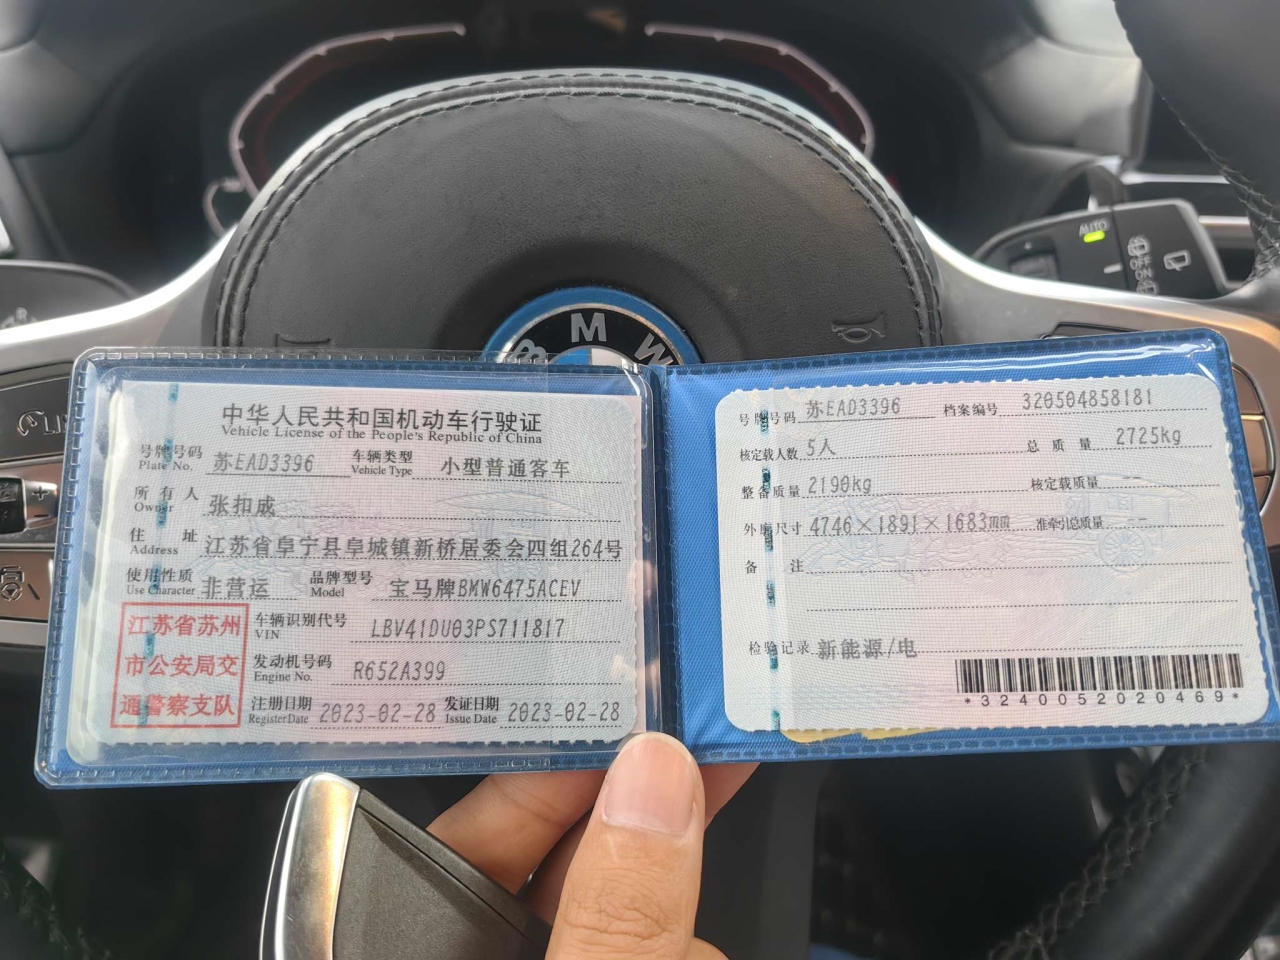 AUTO
OFF
ON
B M W
中华人民共和国机动车行驶证
Vehicle License of the People's Republic of China
号牌号码 苏EAD3396 车辆类型 小型普通客车
Plate No. Vehicle Type
所有人 张扣成
Owner
住址 江苏省阜宁县阜城镇新桥居委会四组264号
Address
使用性质 非营运 品牌型号 宝马牌BMW6475ACEV
Use Character Model
江苏省苏州
市公安局交
通警察支队
车辆识别代号 LBV41DU03PS711817
VIN
发动机号码 R652A399
Engine No.
注册日期 2023-02-28 发证日期 2023-02-28
Register Date Issue Date
号牌号码 苏EAD3396 档案编号 320504858181
核定载人数 5人 总质量 2725kg
整备质量 2190kg 核定载质量 --
外廓尺寸 4746×1891×1683mm 准牵引总质量 --
备注
检验记录 新能源/电
*3240052020469*